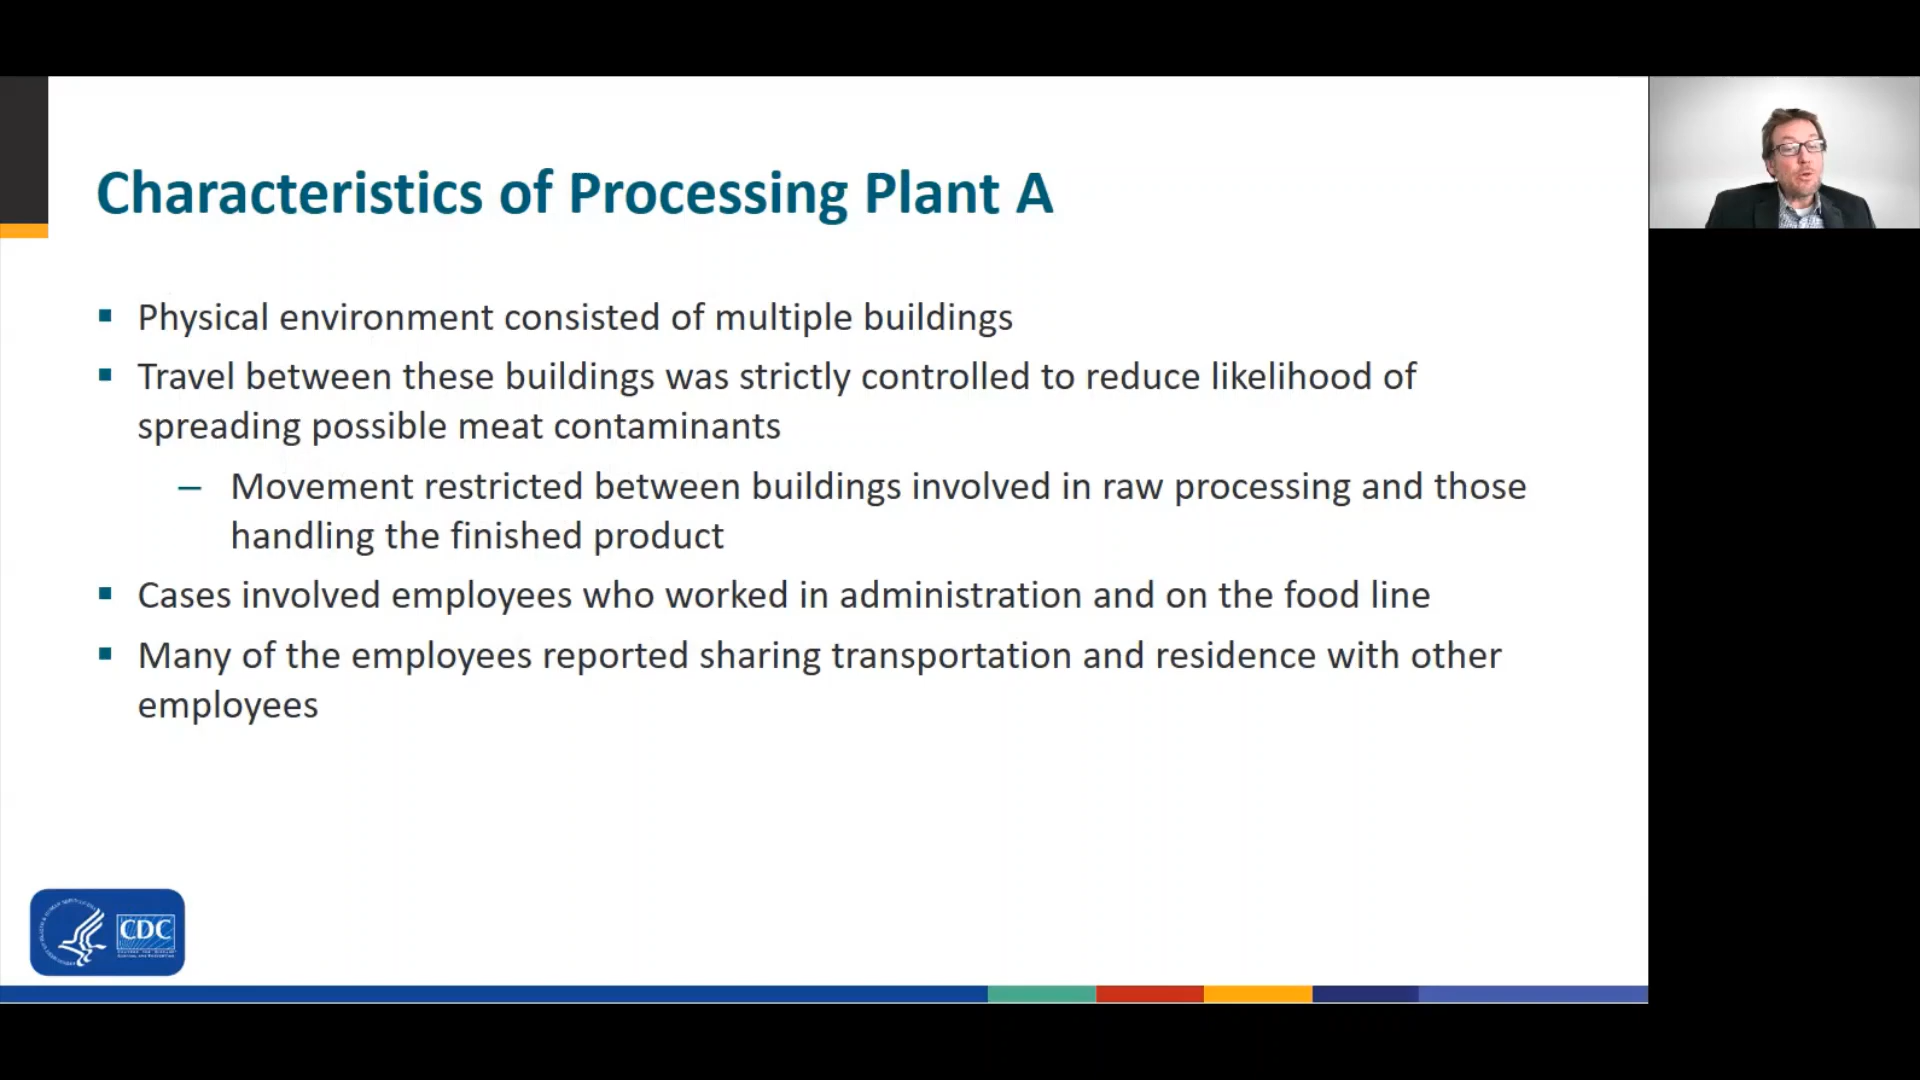 Characteristics of Processing Plant A
▪ Physical environment consisted of multiple buildings
▪ Travel between these buildings was strictly controlled to reduce likelihood of
spreading possible meat contaminants
– Movement restricted between buildings involved in raw processing and those
handling the finished product
▪ Cases involved employees who worked in administration and on the food line
▪ Many of the employees reported sharing transportation and residence with other
employees
CDC